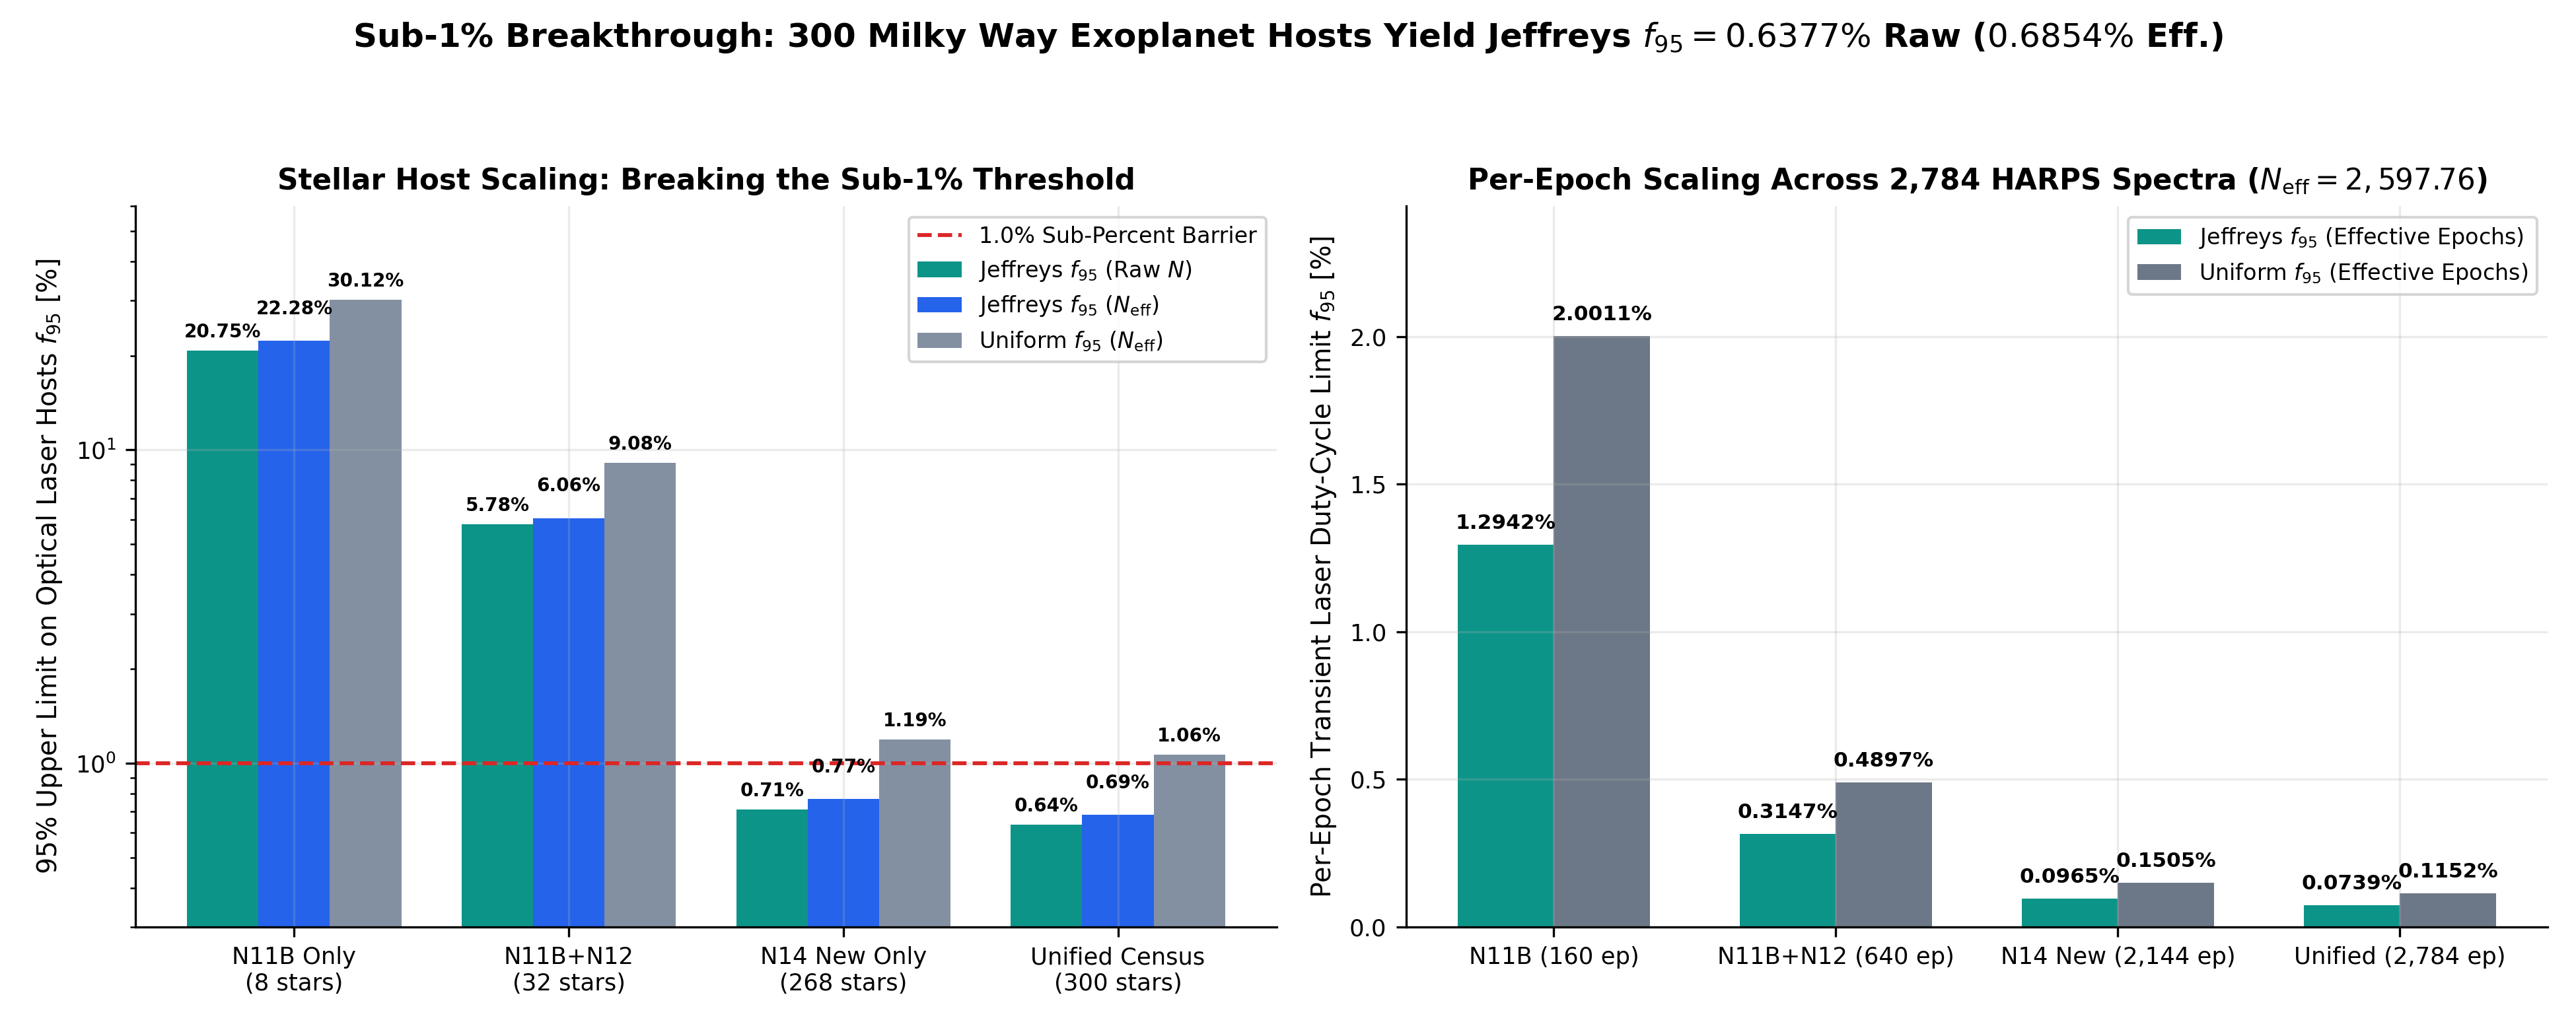 Sub-1% Breakthrough: 300 Milky Way Exoplanet Hosts Yield Jeffreys f₉₅ = 0.6377% Raw (0.6854% Eff.)
Stellar Host Scaling: Breaking the Sub-1% Threshold
95% Upper Limit on Optical Laser Hosts f₉₅ [%]
10¹
10⁰
1.0% Sub-Percent Barrier
Jeffreys f₉₅ (Raw N)
Jeffreys f₉₅ (N_eff)
Uniform f₉₅ (N_eff)
20.75%
22.28%
30.12%
5.78%
6.06%
9.08%
0.71%
0.77%
1.19%
0.64%
0.69%
1.06%
N11B Only
(8 stars)
N11B+N12
(32 stars)
N14 New Only
(268 stars)
Unified Census
(300 stars)
Per-Epoch Scaling Across 2,784 HARPS Spectra (N_eff = 2, 597.76)
Per-Epoch Transient Laser Duty-Cycle Limit f₉₅ [%]
2.0
1.5
1.0
0.5
0.0
Jeffreys f₉₅ (Effective Epochs)
Uniform f₉₅ (Effective Epochs)
1.2942%
2.0011%
0.3147%
0.4897%
0.0965%
0.1505%
0.0739%
0.1152%
N11B (160 ep)
N11B+N12 (640 ep)
N14 New (2,144 ep)
Unified (2,784 ep)